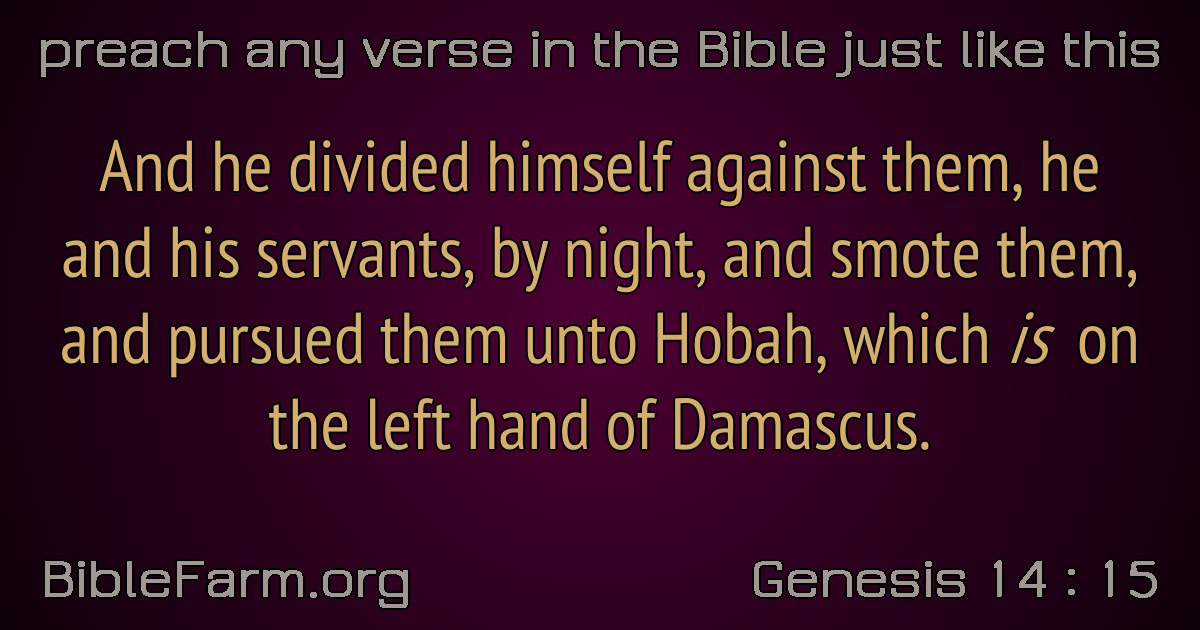 preach any verse in the Bible just like this
And he divided himself against them, he
and his servants, by night, and smote them,
and pursued them unto Hobah, which is on
the left hand of Damascus.
BibleFarm.org
Genesis 14 : 15